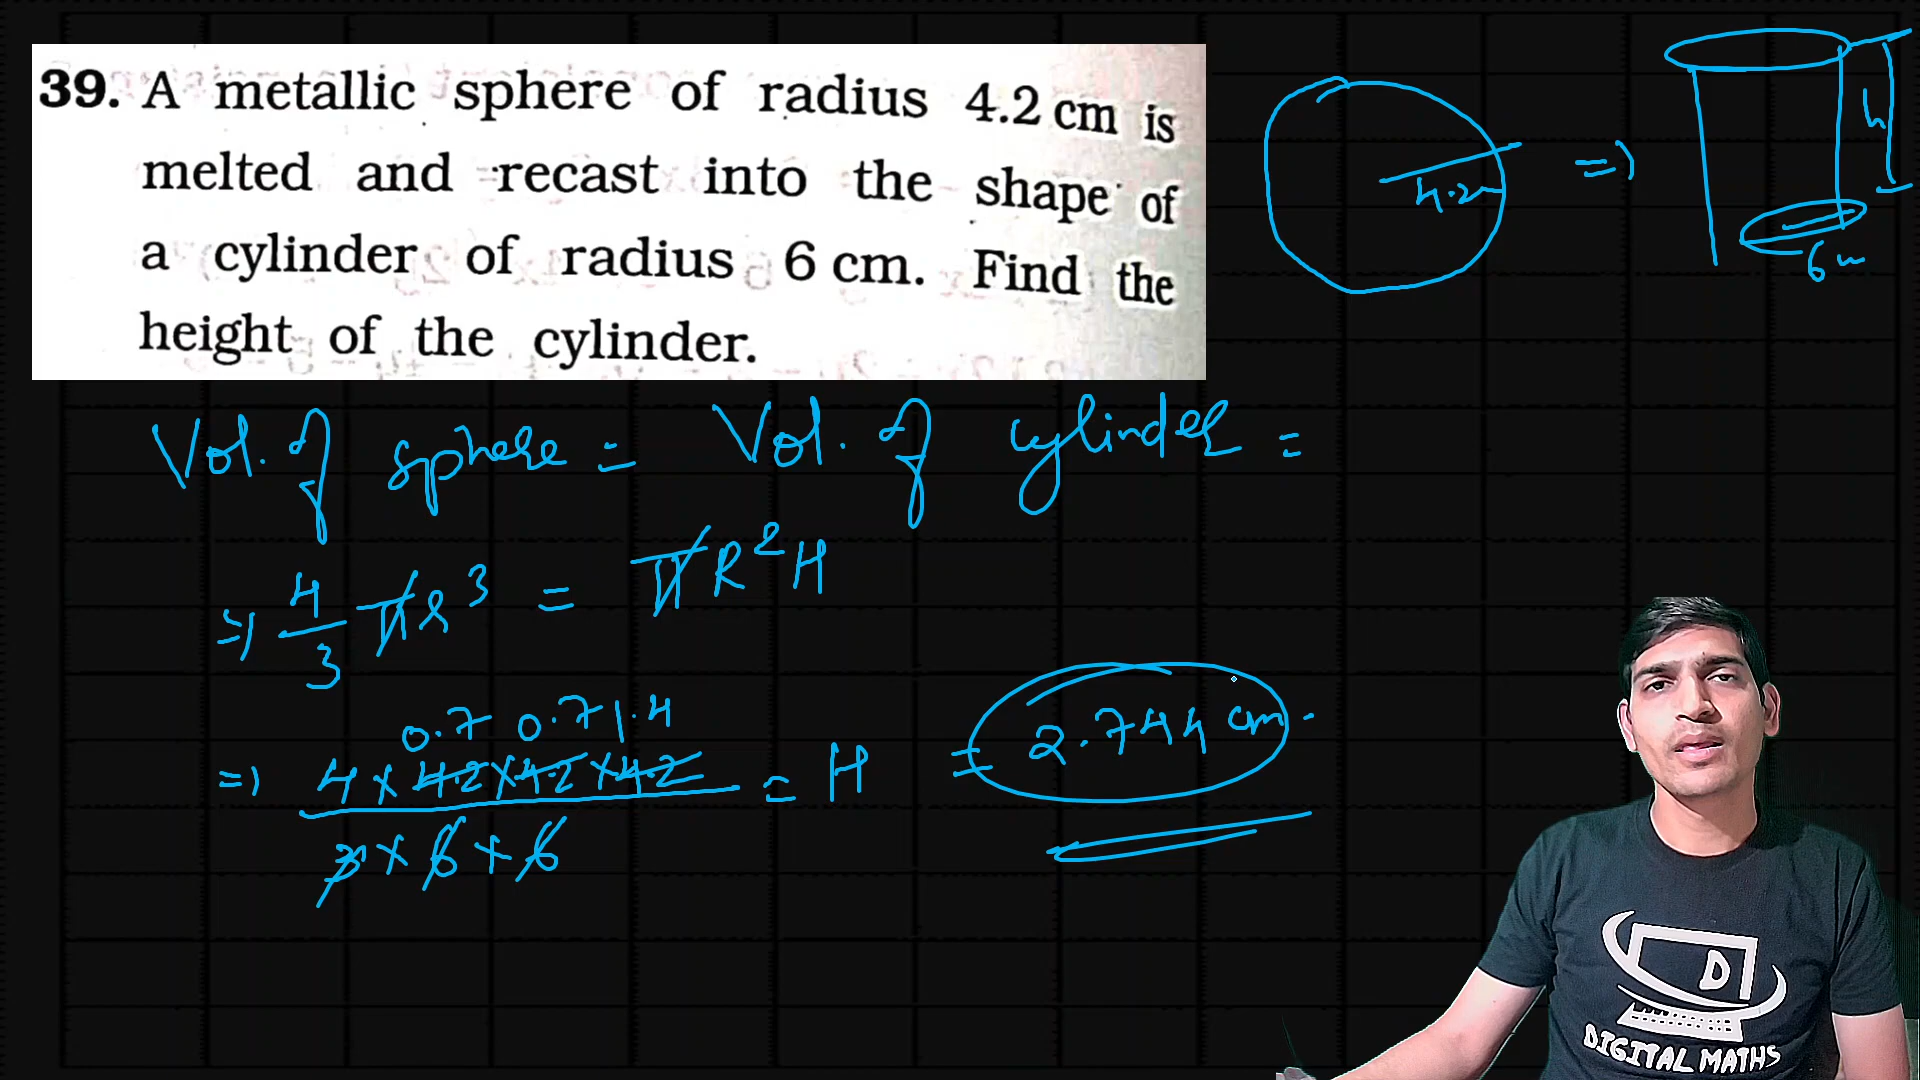 39. A metallic sphere of radius 4.2 cm is
melted and recast into the shape of
a cylinder of radius 6 cm. Find the
height of the cylinder.
4.2
=>
h
6
Vol. of sphere = Vol. of cylinder =
=> 4/3 πr³ = πR²H
0.7 0.7 1.4
=> 4 × 4.2 × 4.2 × 4.2 / 3 × 6 × 6 = H = 2.744 cm.
D
DIGITAL MATHS